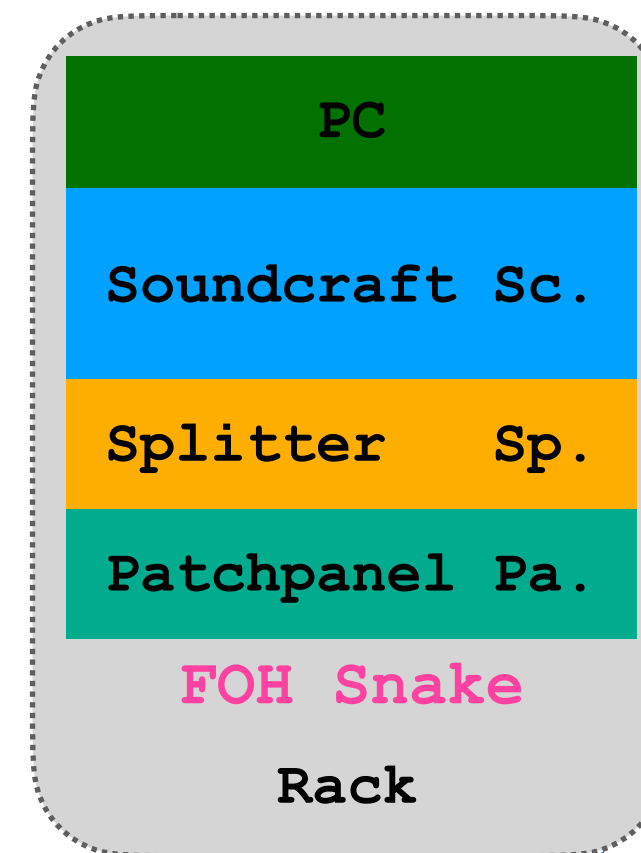 PC
Soundcraft Sc.
Splitter Sp.
Patchpanel Pa.
FOH Snake
Rack